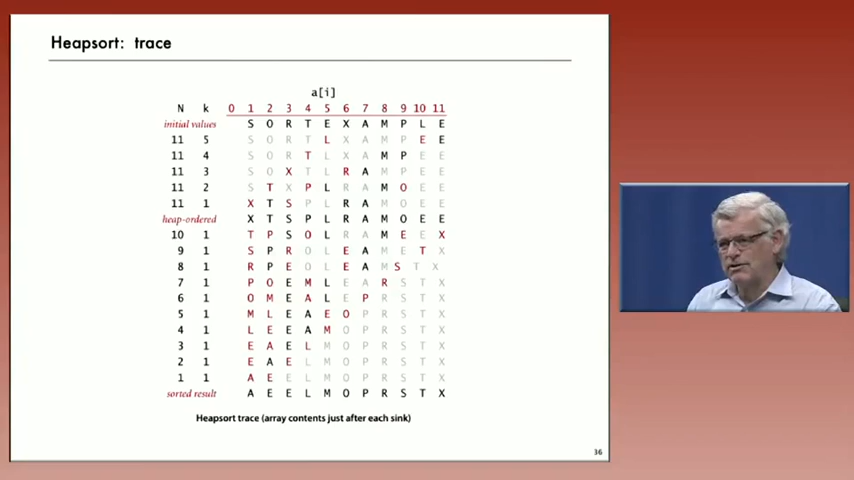 Heapsort: trace
a[i]
N k 0 1 2 3 4 5 6 7 8 9 10 11
initial values S O R T E X A M P L E
11 5 S O R T L X A M P E E
11 4 S O R T L X A M P E E
11 3 S O X T L R A M P E E
11 2 S T X P L R A M O E E
11 1 X T S P L R A M O E E
heap-ordered X T S P L R A M O E E
10 1 T P S O L R A M E E X
9 1 S P R O L E A M E T X
8 1 R P E O L E A M S T X
7 1 P O E M L E A R S T X
6 1 O M E A L E P R S T X
5 1 M L E A E O P R S T X
4 1 L E E A M O P R S T X
3 1 E A E L M O P R S T X
2 1 E A E L M O P R S T X
1 1 A E E L M O P R S T X
sorted result A E E L M O P R S T X
Heapsort trace (array contents just after each sink)
36